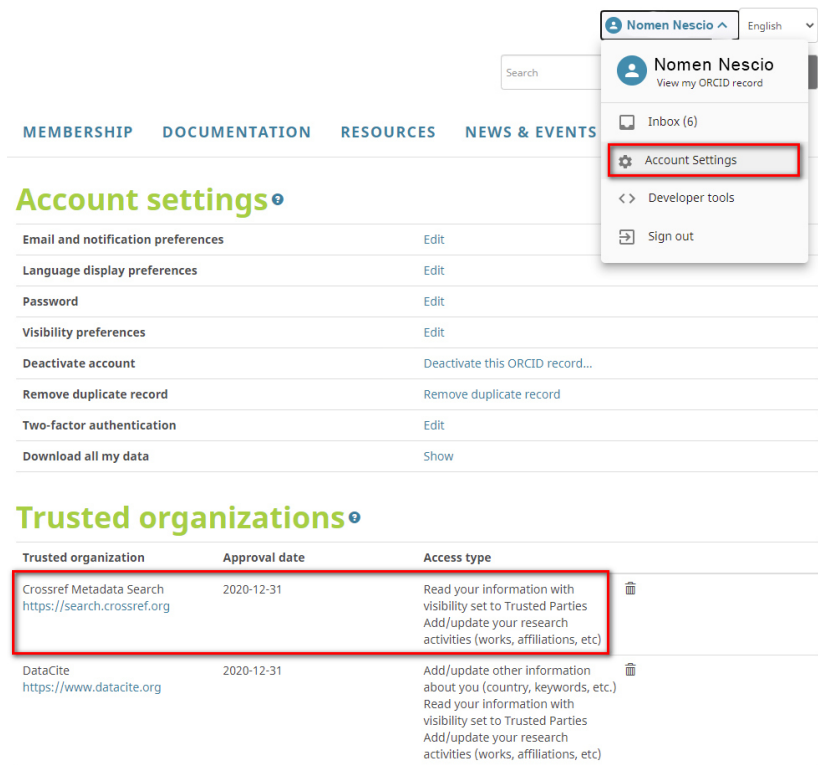 Nomen Nescio
English
Search
Nomen Nescio
View my ORCID record
Inbox (6)
Account Settings
Developer tools
Sign out
MEMBERSHIP DOCUMENTATION RESOURCES NEWS & EVENTS
Account settings
Email and notification preferences Edit
Language display preferences Edit
Password Edit
Visibility preferences Edit
Deactivate account Deactivate this ORCID record...
Remove duplicate record Remove duplicate record
Two-factor authentication Edit
Download all my data Show
Trusted organizations
Trusted organization Approval date Access type
Crossref Metadata Search 2020-12-31 Read your information with
https://search.crossref.org visibility set to Trusted Parties
Add/update your research
activities (works, affiliations, etc)
DataCite 2020-12-31 Add/update other information
https://www.datacite.org about you (country, keywords, etc.)
Read your information with
visibility set to Trusted Parties
Add/update your research
activities (works, affiliations, etc)